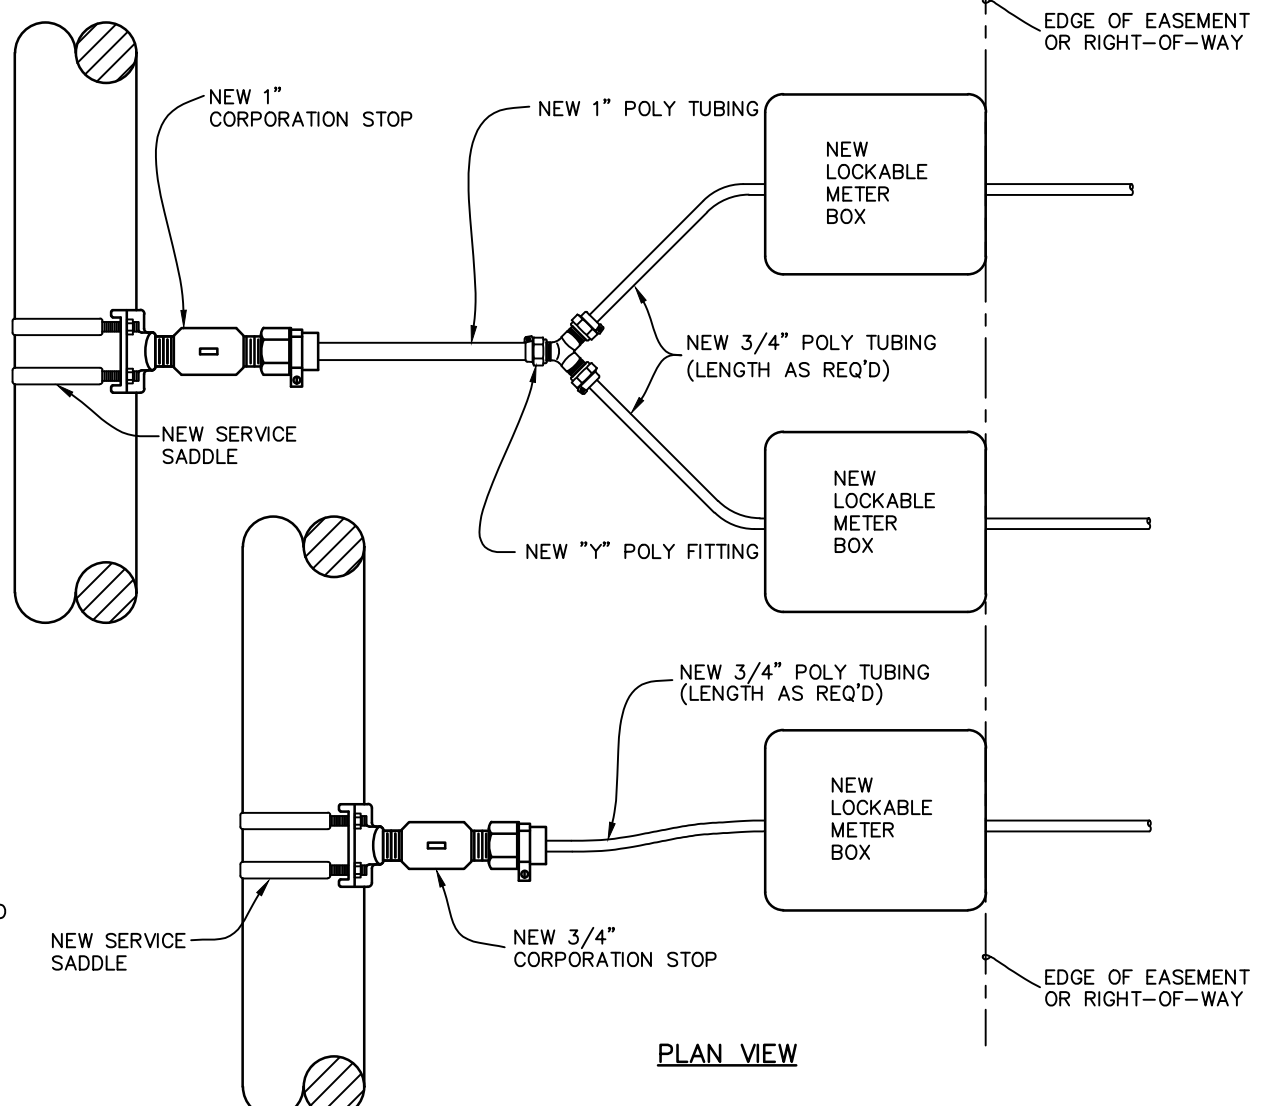 EDGE OF EASEMENT
OR RIGHT-OF-WAY
NEW 1"
CORPORATION STOP
NEW 1" POLY TUBING
NEW
LOCKABLE
METER
BOX
NEW 3/4" POLY TUBING
(LENGTH AS REQ'D)
NEW SERVICE
SADDLE
NEW
LOCKABLE
METER
BOX
NEW "Y" POLY FITTING
NEW 3/4" POLY TUBING
(LENGTH AS REQ'D)
NEW
LOCKABLE
METER
BOX
NEW SERVICE
SADDLE
NEW 3/4"
CORPORATION STOP
EDGE OF EASEMENT
OR RIGHT-OF-WAY
PLAN VIEW